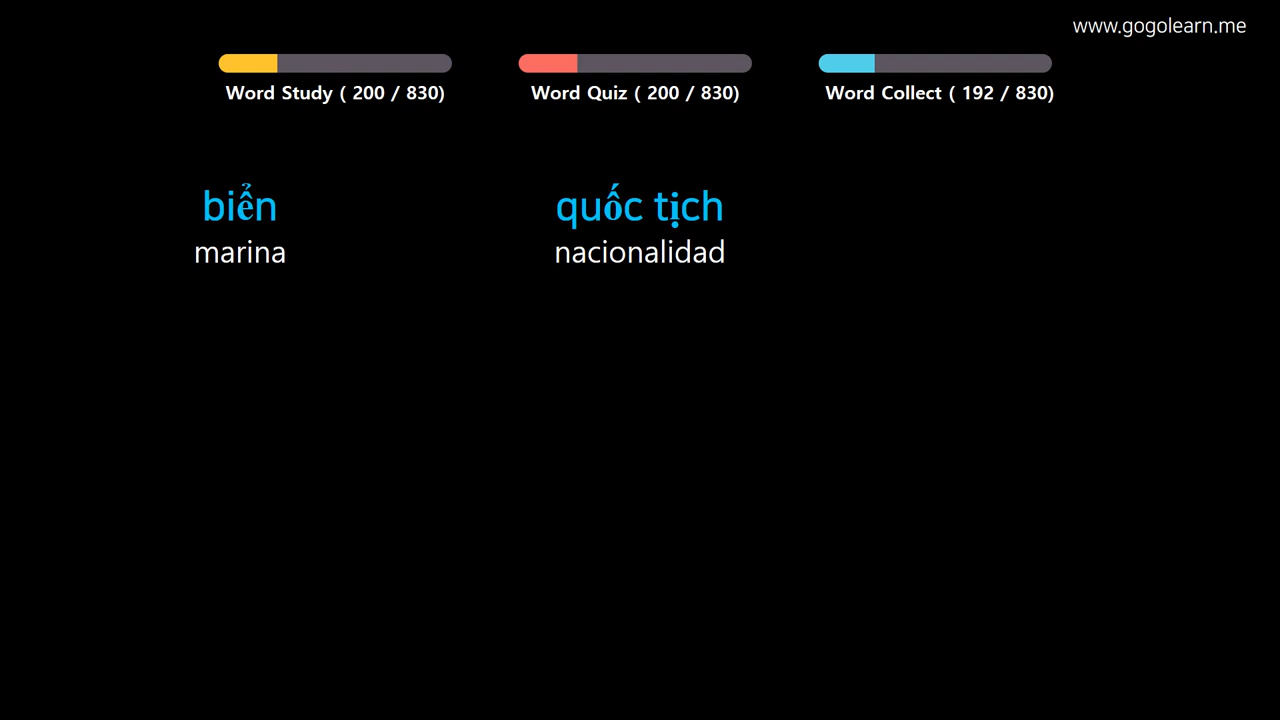 www.gogolearn.me
Word Study ( 200 / 830)
Word Quiz ( 200 / 830)
Word Collect ( 192 / 830)
biển
marina
quốc tịch
nacionalidad